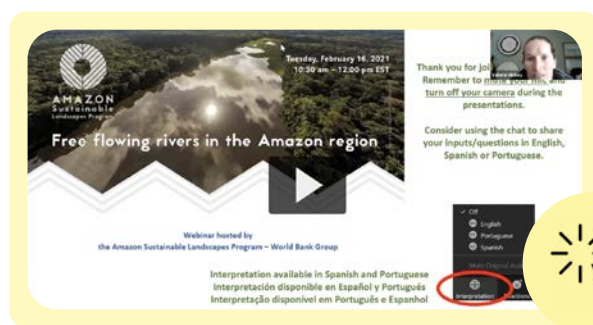 Tuesday, February 16, 2021
10:30 am – 12:00 pm EST
AMAZON
Sustainable
Landscapes Program
Free flowing rivers in the Amazon region
Webinar hosted by
the Amazon Sustainable Landscapes Program – World Bank Group
Thank you for
Remember to mute your mic and
turn off your camera during the
presentations.
Consider using the chat to share
your inputs/questions in English,
Spanish or Portuguese.
Off
English
Portuguese
Spanish
Interpretation
Interpretation available in Spanish and Portuguese
Interpretación disponible en Español y Portugués
Interpretação disponível em Português e Espanhol